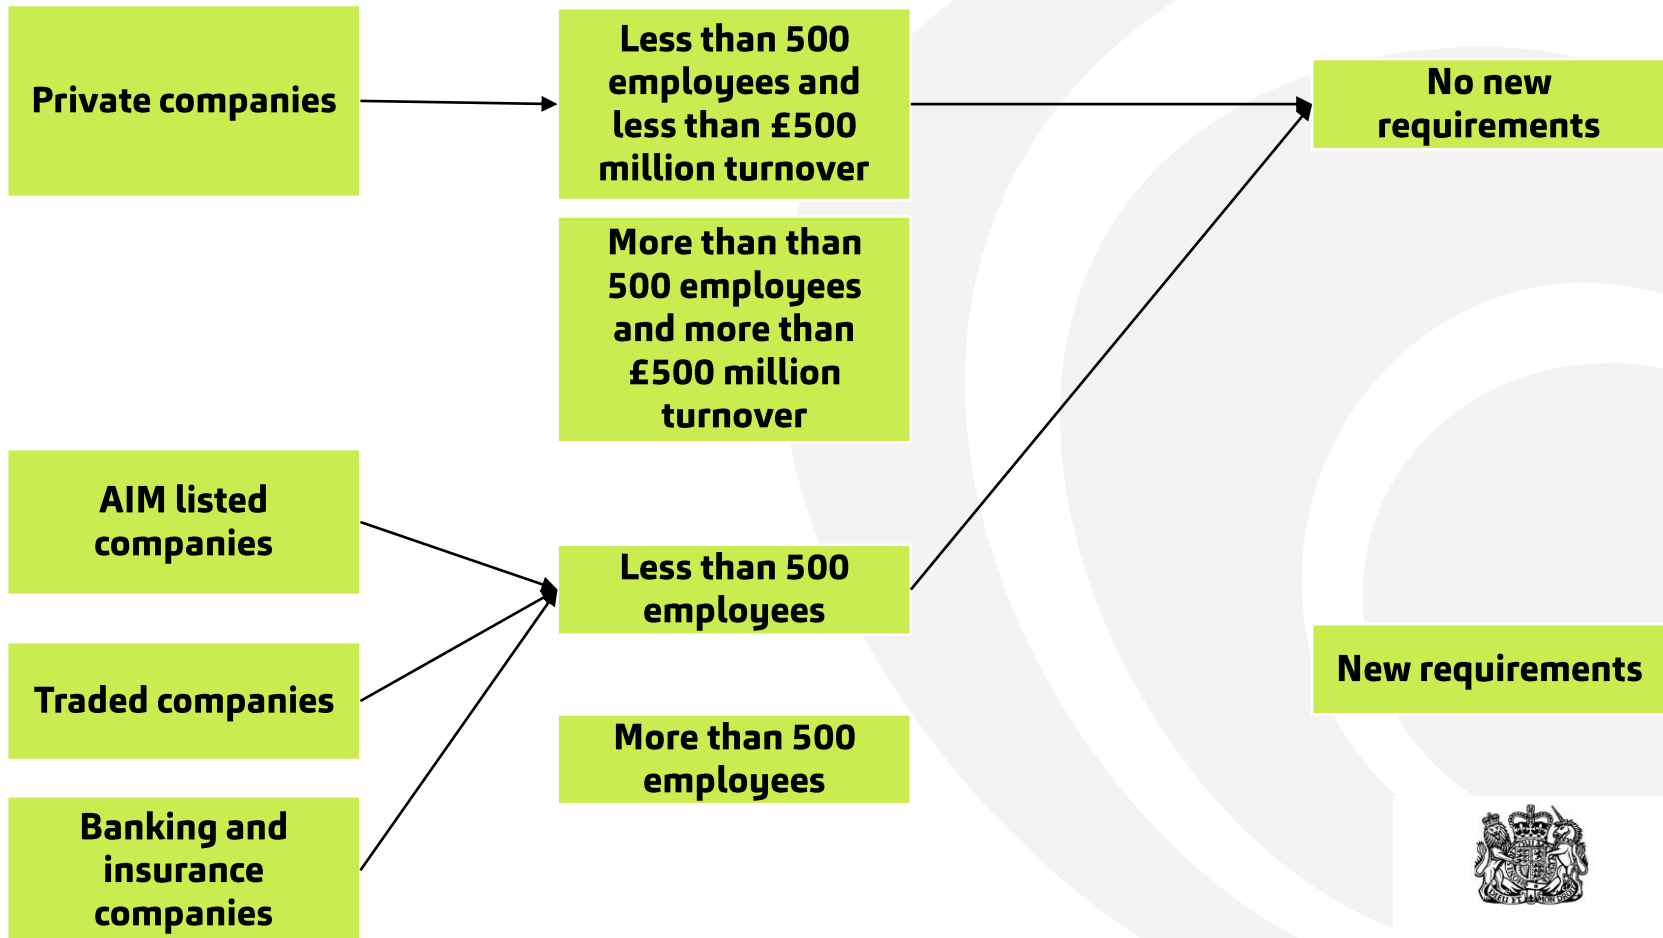 Private companies
Less than 500
employees and
less than £500
million turnover
No new
requirements
More than than
500 employees
and more than
£500 million
turnover
AIM listed
companies
Less than 500
employees
Traded companies
New requirements
More than 500
employees
Banking and
insurance
companies